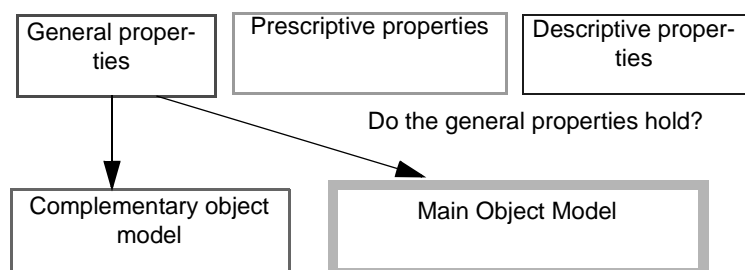 General proper-
ties
Prescriptive properties
Descriptive proper-
ties
Do the general properties hold?
Complementary object
model
Main Object Model